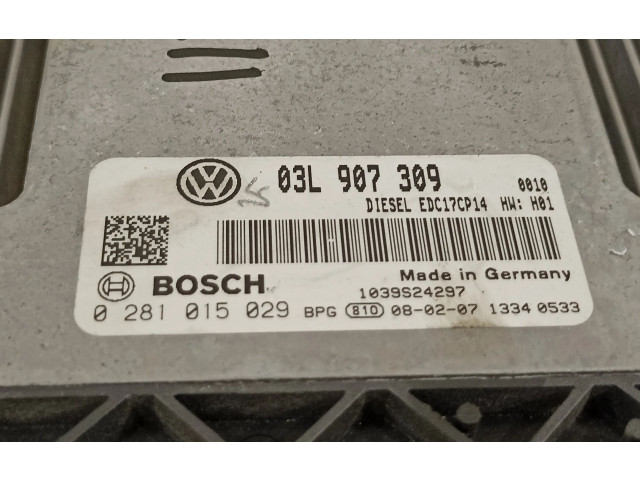 03L 907 309 0010
DIESEL EDC17CP14 HW: H01
Made in Germany
BOSCH 1039S24297
0 281 015 029 BPG 810 08-02-07 1334 0533